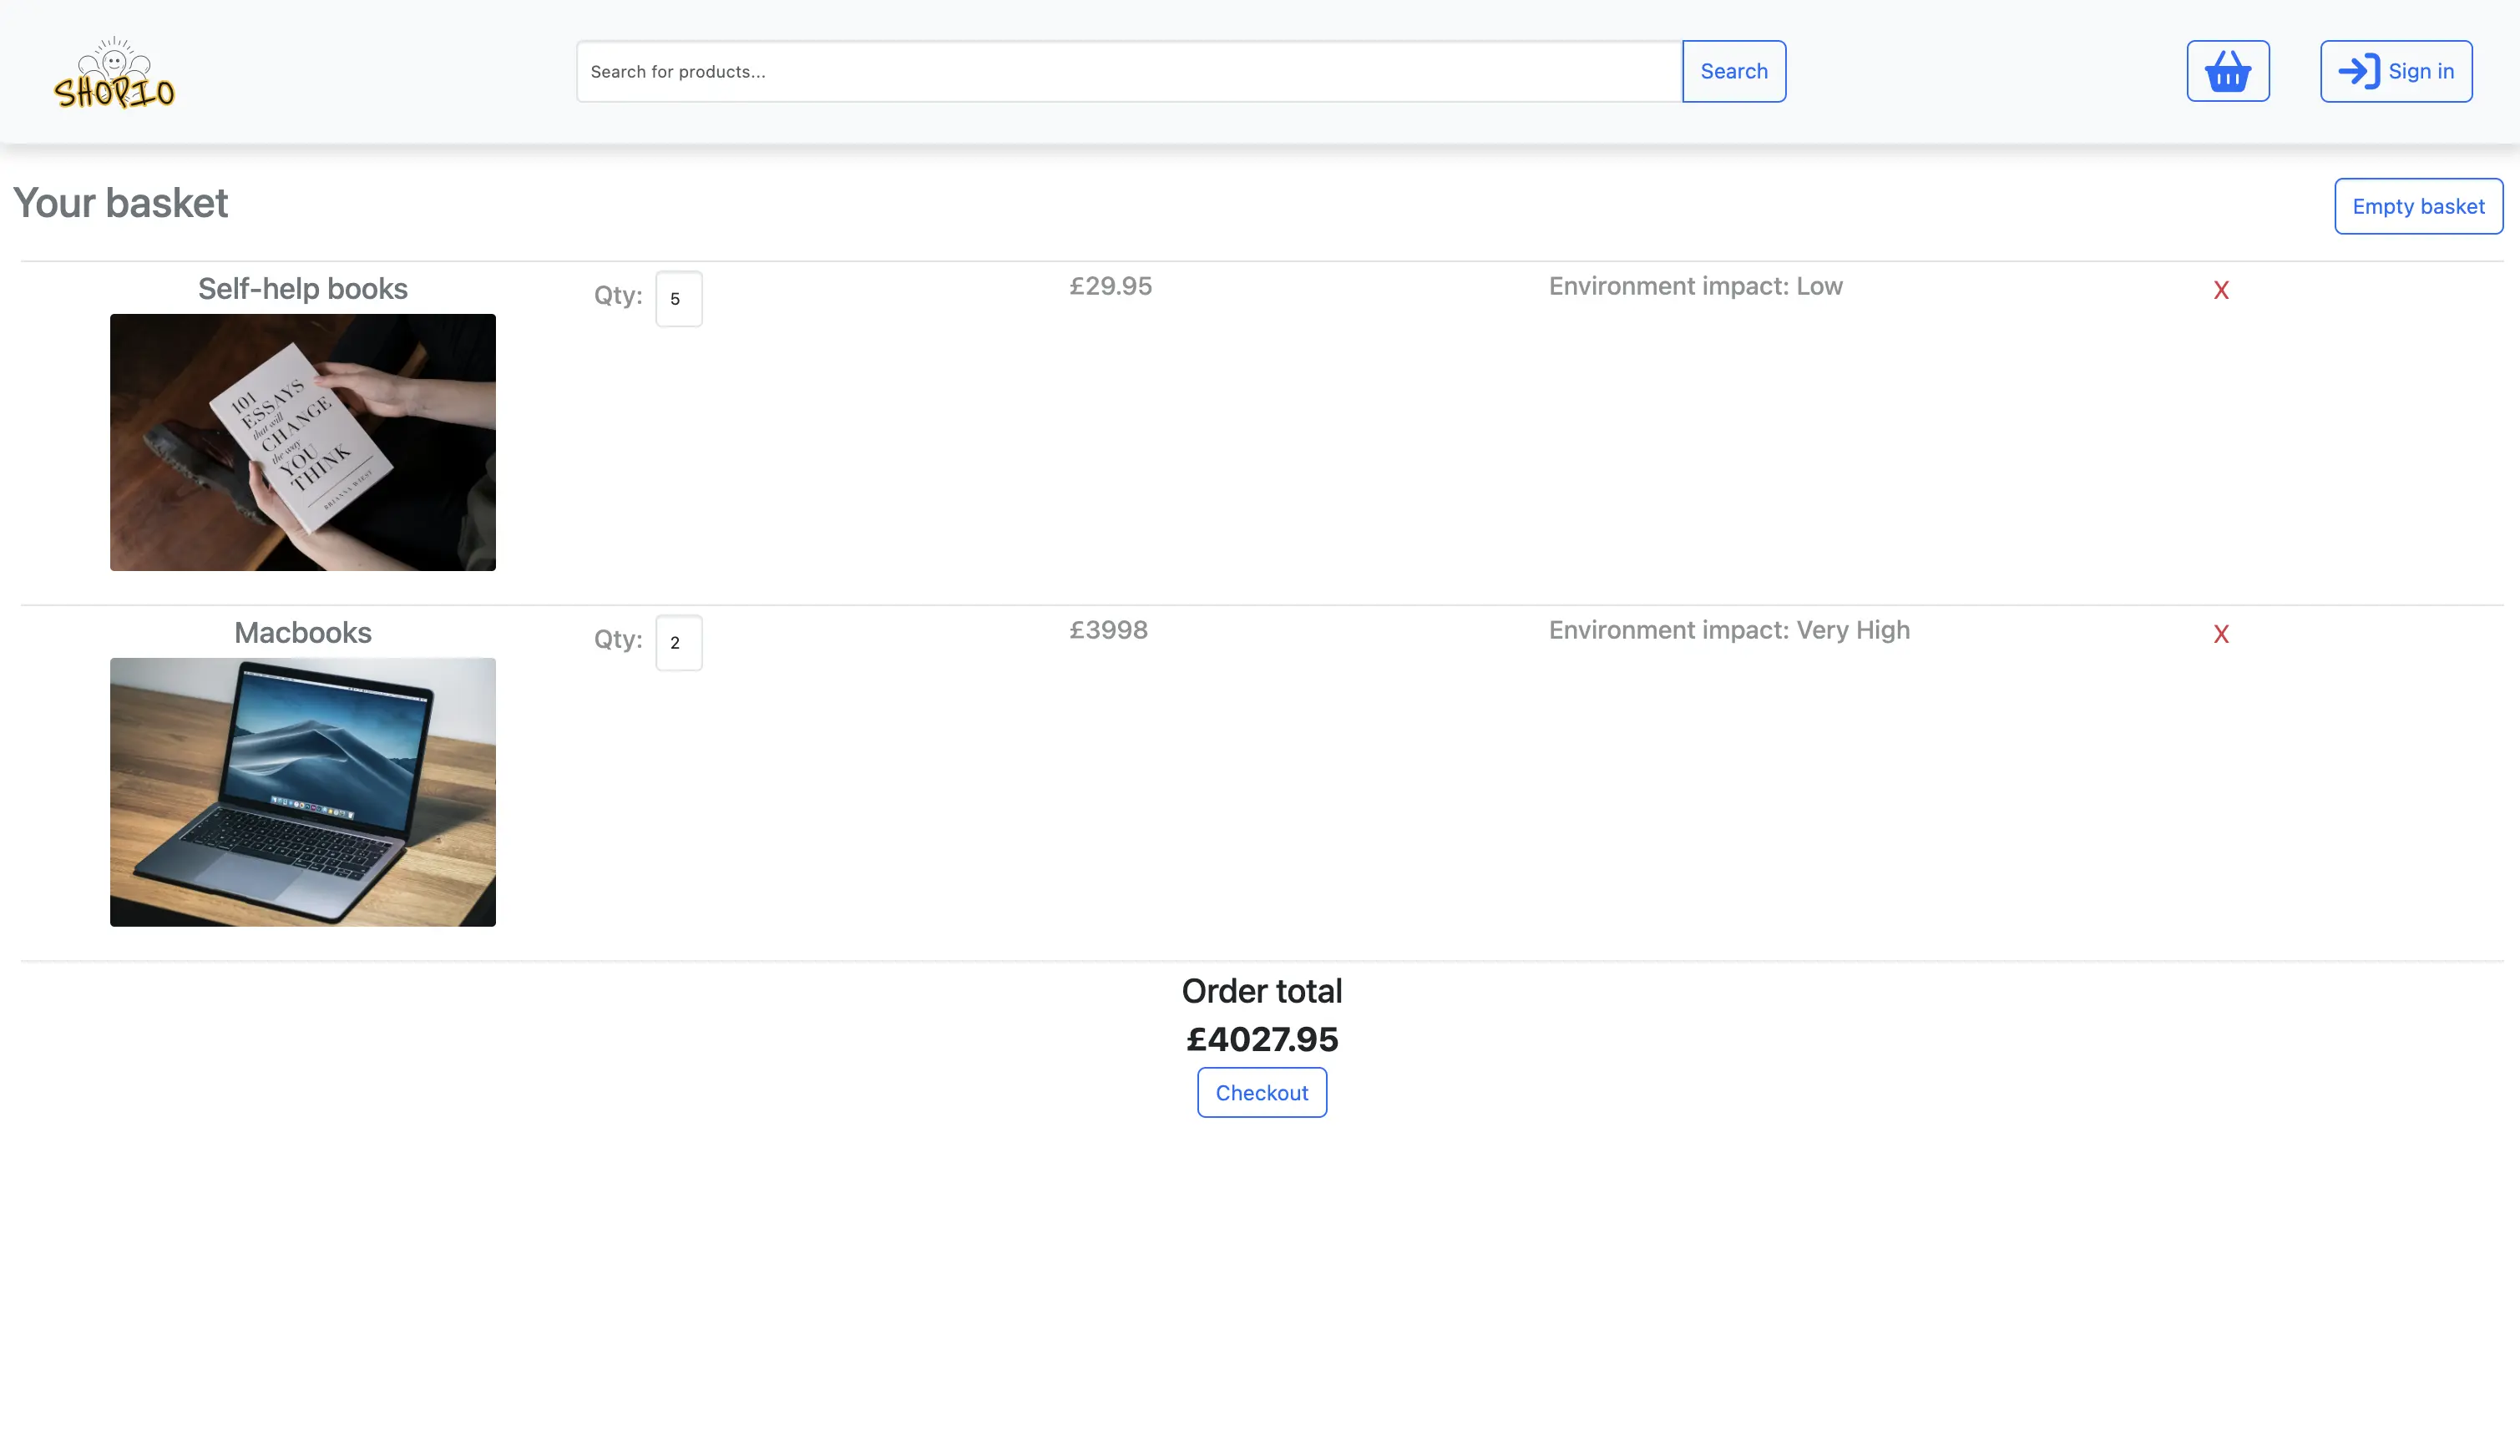 SHOPIO
Search for products...
Search
Sign in
Your basket
Empty basket
Self-help books
Qty: 5
£29.95
Environment impact: Low
X
101
ESSAYS
that will
CHANGE
the way
YOU
THINK
BRIANNA WIEST
Macbooks
Qty: 2
£3998
Environment impact: Very High
X
Order total
£4027.95
Checkout